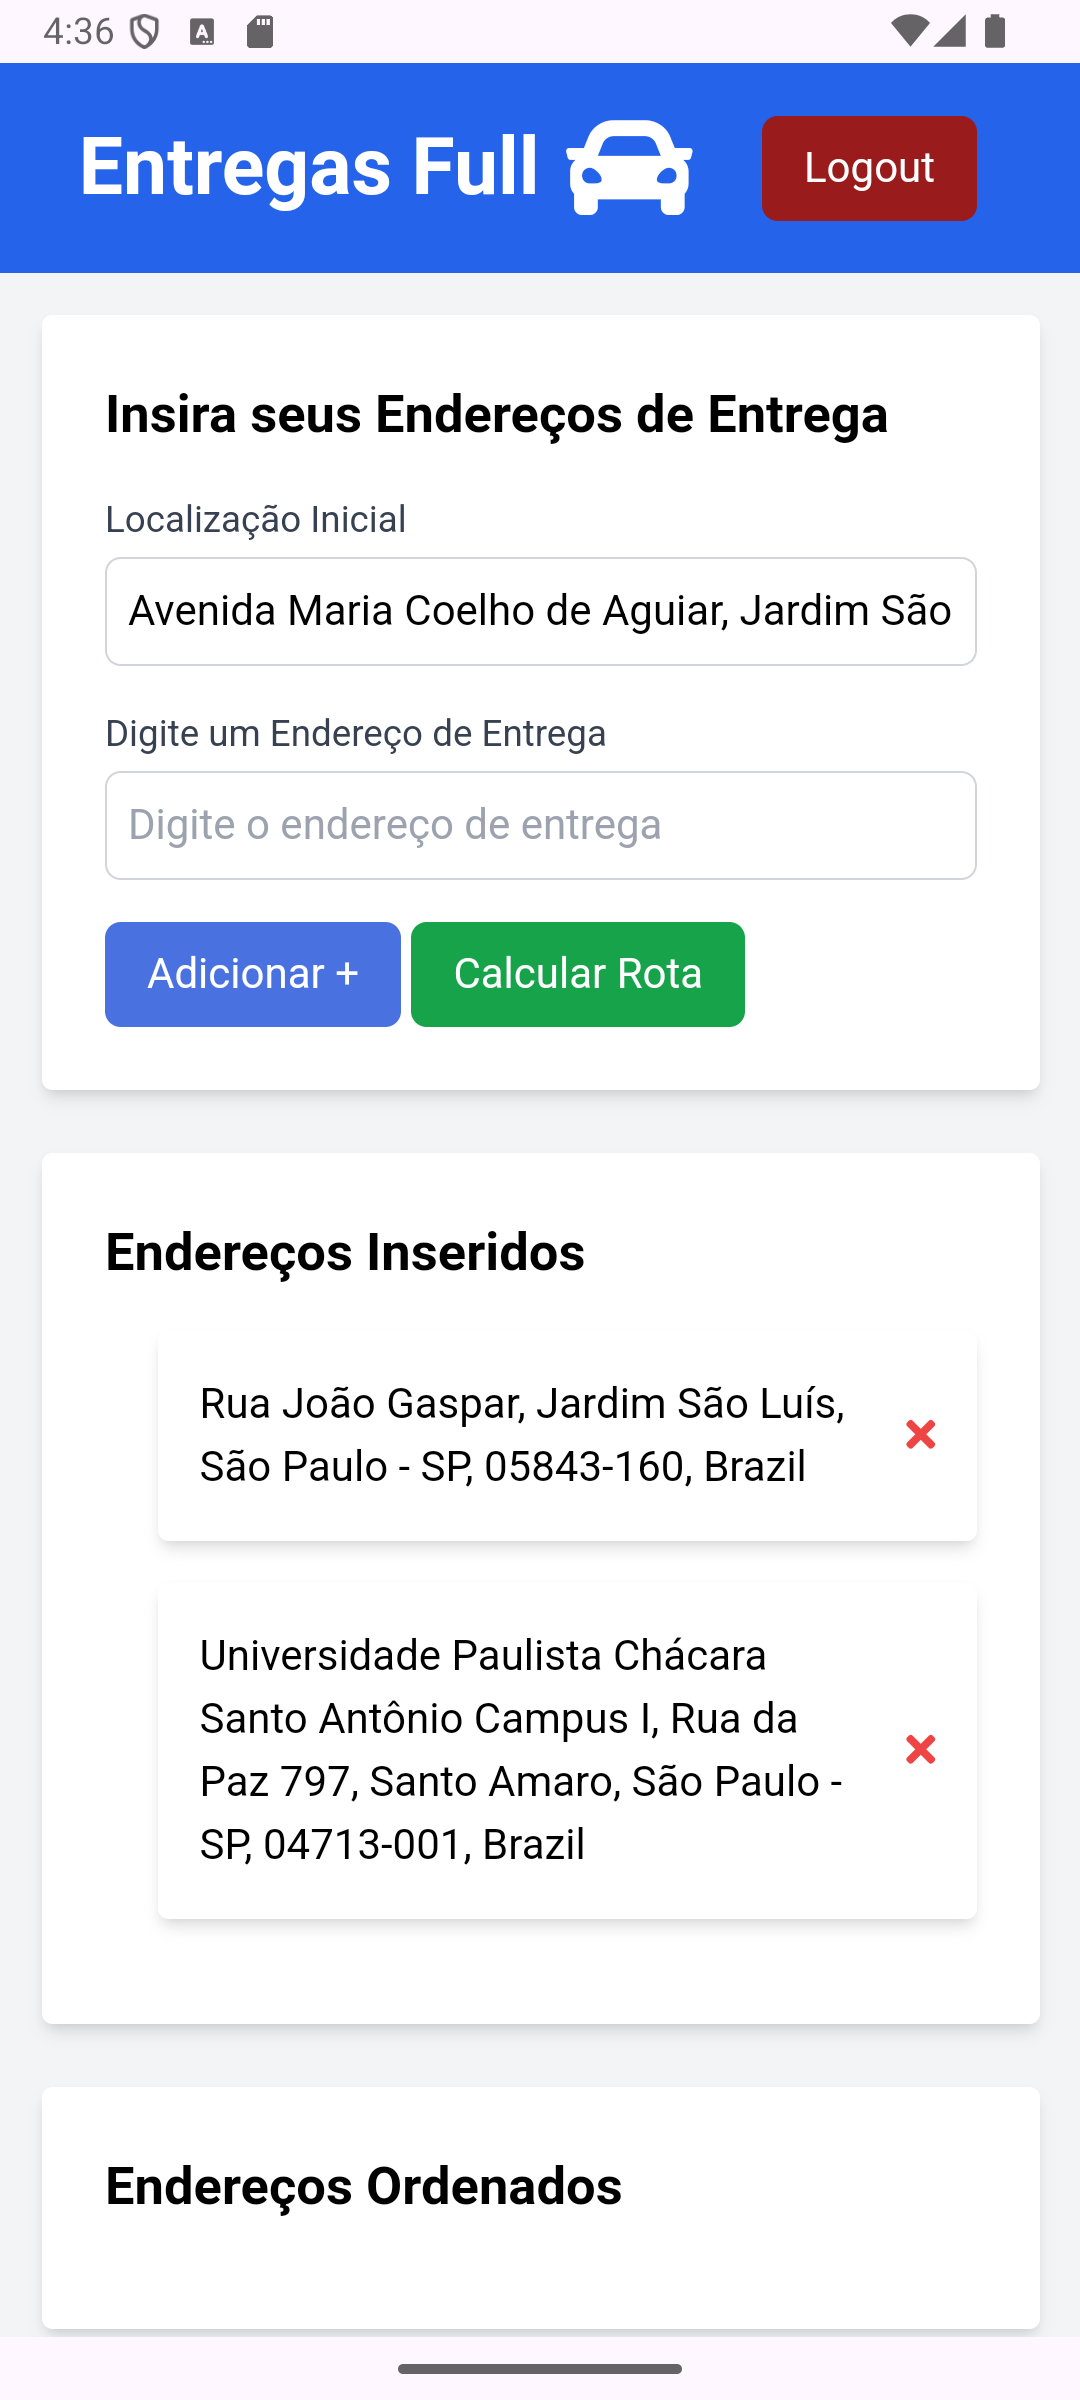 4:36
Entregas Full
Logout
Insira seus Endereços de Entrega
Localização Inicial
Avenida Maria Coelho de Aguiar, Jardim São
Digite um Endereço de Entrega
Digite o endereço de entrega
Adicionar +
Calcular Rota
Endereços Inseridos
Rua João Gaspar, Jardim São Luís,
São Paulo - SP, 05843-160, Brazil
Universidade Paulista Chácara
Santo Antônio Campus I, Rua da
Paz 797, Santo Amaro, São Paulo -
SP, 04713-001, Brazil
Endereços Ordenados